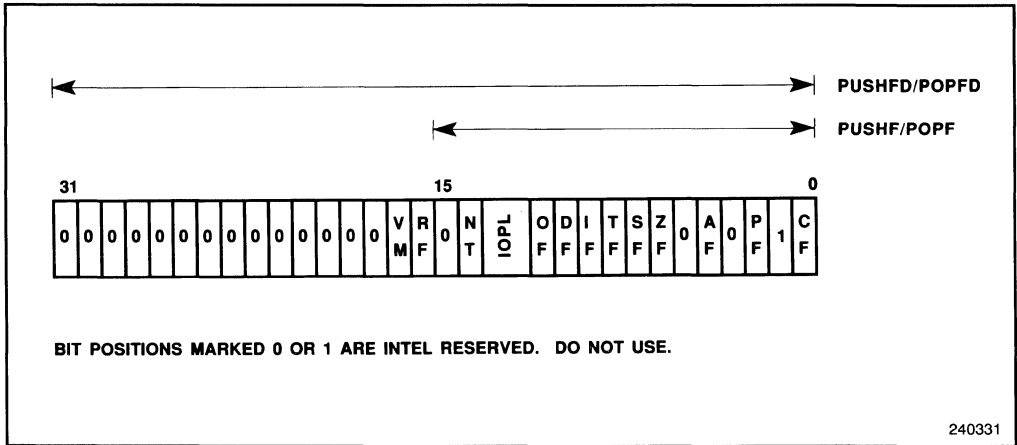 PUSHFD/POPFD
PUSHF/POPF
31 15 0
0 0 0 0 0 0 0 0 0 0 0 0 0 0 VM RF 0 NT IOPL OF DF IF TF SF ZF 0 AF 0 PF 1 CF
BIT POSITIONS MARKED 0 OR 1 ARE INTEL RESERVED. DO NOT USE.
240331